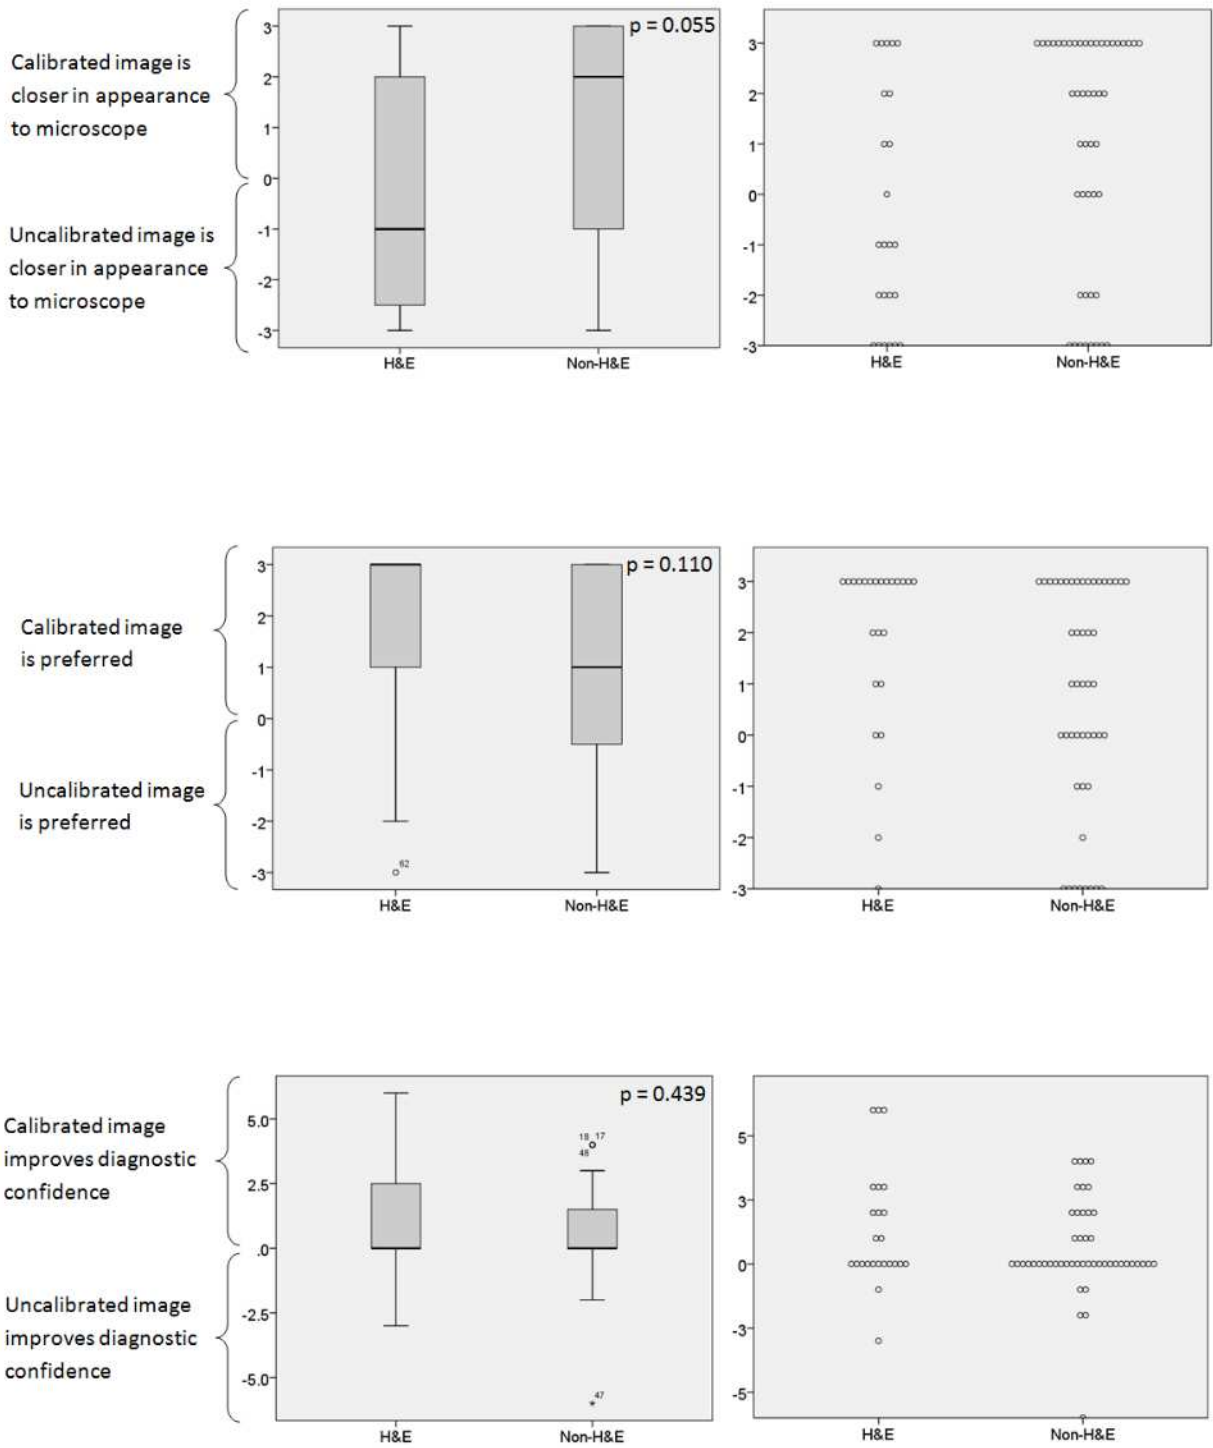 Calibrated image is
closer in appearance
to microscope
Uncalibrated image is
closer in appearance
to microscope
3
2
1
0
-1
-2
-3
p = 0.055
H&E
Non-H&E
3
2
1
0
-1
-2
-3
H&E
Non-H&E
Calibrated image
is preferred
Uncalibrated image
is preferred
3
2
1
0
-1
-2
-3
p = 0.110
62
H&E
Non-H&E
3
2
1
0
-1
-2
-3
H&E
Non-H&E
Calibrated image
improves diagnostic
confidence
Uncalibrated image
improves diagnostic
confidence
5.0
2.5
.0
-2.5
-5.0
p = 0.439
17
48
47
H&E
Non-H&E
5
3
0
-3
-5
H&E
Non-H&E